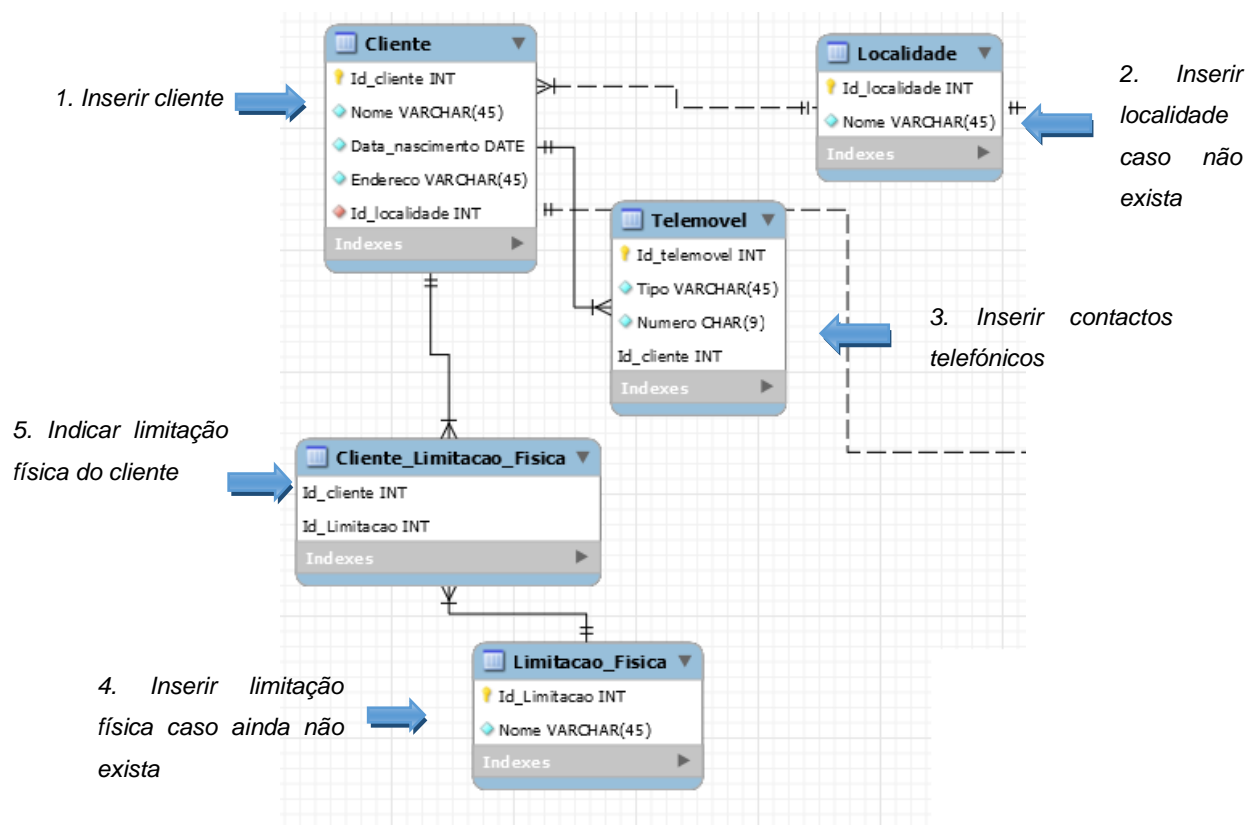 1. Inserir cliente
Cliente
Id_cliente INT
Nome VARCHAR(45)
Data_nascimento DATE
Endereco VARCHAR(45)
Id_localidade INT
Indexes
Localidade
Id_localidade INT
Nome VARCHAR(45)
Indexes
2. Inserir
localidade
caso não
exista
Telemovel
Id_telemovel INT
Tipo VARCHAR(45)
Numero CHAR(9)
Id_cliente INT
Indexes
3. Inserir contactos
telefónicos
5. Indicar limitação
física do cliente
Cliente_Limitacao_Fisica
Id_cliente INT
Id_Limitacao INT
Indexes
4. Inserir limitação
física caso ainda não
exista
Limitacao_Fisica
Id_Limitacao INT
Nome VARCHAR(45)
Indexes